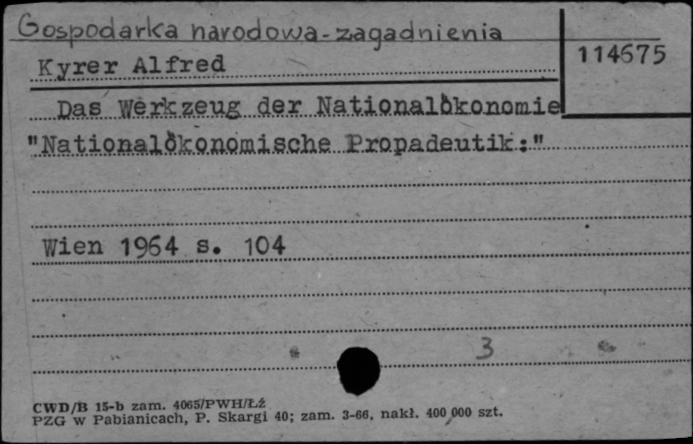 Gospodarka narodowa-zagadnienia
114675
Kyrer Alfred
Das Werkzeug der Nationalökonomie
"Nationalökonomische Propadeutik:"
Wien 1964 s. 104
3
CWD/B 15-b zam. 4065/PWH/Łź
PZG w Pabianicach, P. Skargi 40; zam. 3-66, nakł. 400 000 szt.